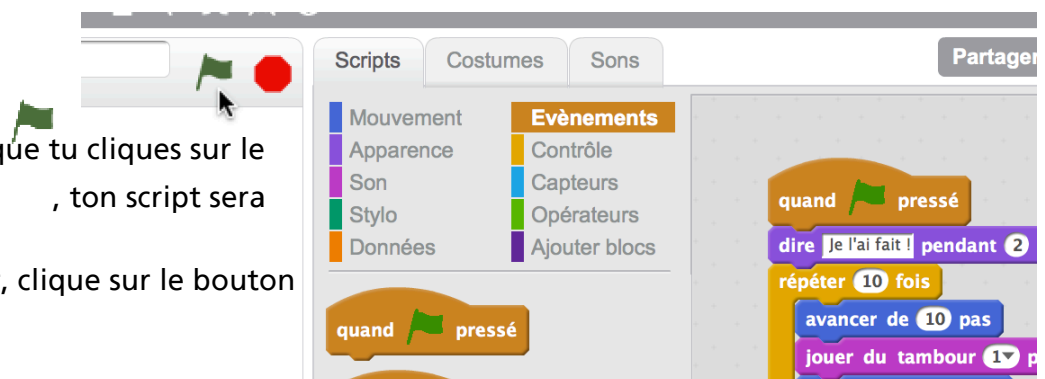 que tu cliques sur le
, ton script sera
, clique sur le bouton
Scripts Costumes Sons
Partager
Mouvement Evènements
Apparence Contrôle
Son Capteurs
Stylo Opérateurs
Données Ajouter blocs
quand pressé
quand pressé
dire Je l'ai fait ! pendant 2
répéter 10 fois
avancer de 10 pas
jouer du tambour 1